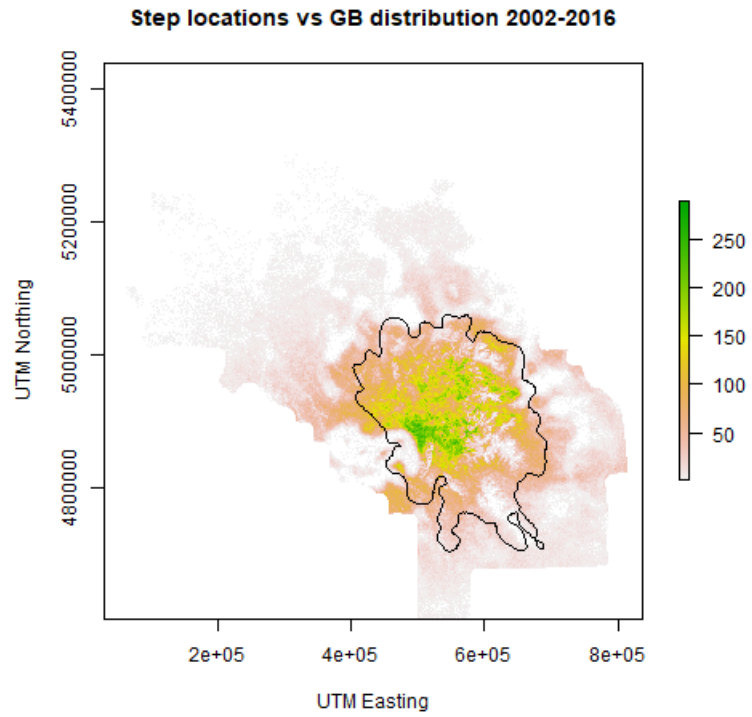 Step locations vs GB distribution 2002-2016
UTM Northing
5400000
5200000
5000000
4800000
250
200
150
100
50
2e+05 4e+05 6e+05 8e+05
UTM Easting